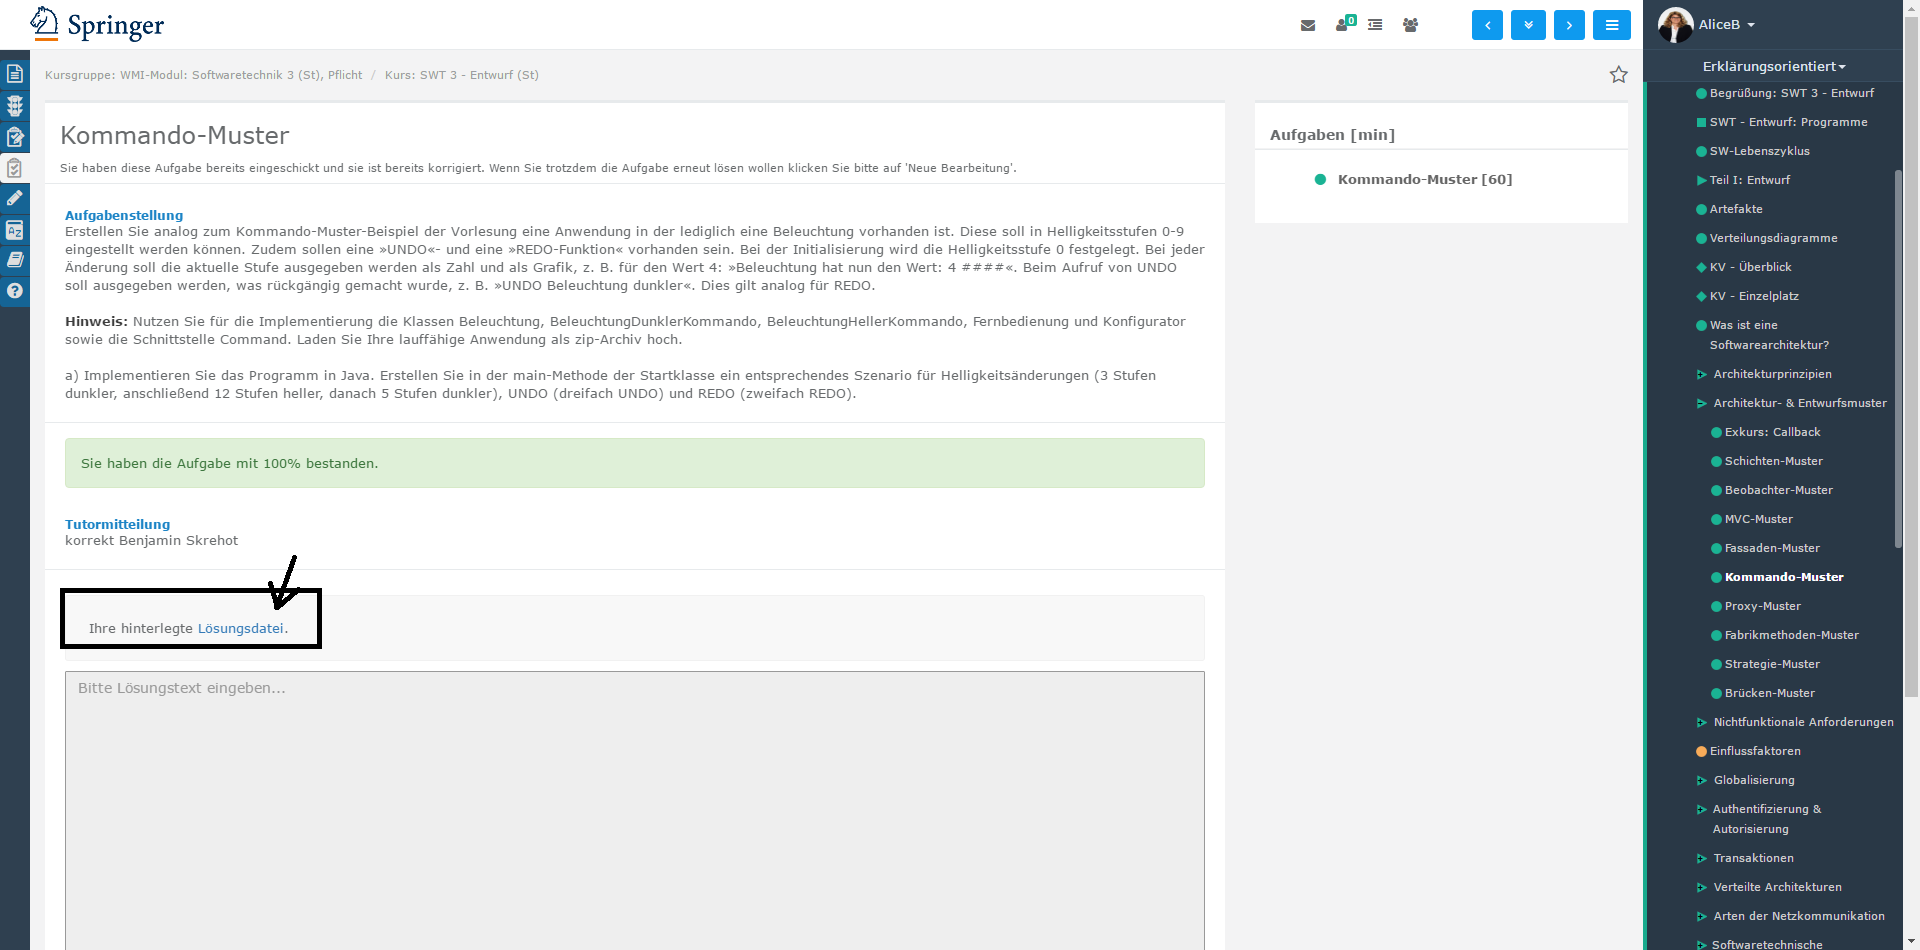 Springer
0
AliceB
Erklärungsorientiert
Kursgruppe: WMI-Modul: Softwaretechnik 3 (St), Pflicht / Kurs: SWT 3 - Entwurf (St)
Kommando-Muster
Sie haben diese Aufgabe bereits eingeschickt und sie ist bereits korrigiert. Wenn Sie trotzdem die Aufgabe erneut lösen wollen klicken Sie bitte auf 'Neue Bearbeitung'.
Aufgabenstellung
Erstellen Sie analog zum Kommando-Muster-Beispiel der Vorlesung eine Anwendung in der lediglich eine Beleuchtung vorhanden ist. Diese soll in Helligkeitsstufen 0-9
eingestellt werden können. Zudem sollen eine »UNDO«- und eine »REDO-Funktion« vorhanden sein. Bei der Initialisierung wird die Helligkeitsstufe 0 festgelegt. Bei jeder
Änderung soll die aktuelle Stufe ausgegeben werden als Zahl und als Grafik, z. B. für den Wert 4: »Beleuchtung hat nun den Wert: 4 ####«. Beim Aufruf von UNDO
soll ausgegeben werden, was rückgängig gemacht wurde, z. B. »UNDO Beleuchtung dunkler«. Dies gilt analog für REDO.
Hinweis: Nutzen Sie für die Implementierung die Klassen Beleuchtung, BeleuchtungDunklerKommando, BeleuchtungHellerKommando, Fernbedienung und Konfigurator
sowie die Schnittstelle Command. Laden Sie Ihre lauffähige Anwendung als zip-Archiv hoch.
a) Implementieren Sie das Programm in Java. Erstellen Sie in der main-Methode der Startklasse ein entsprechendes Szenario für Helligkeitsänderungen (3 Stufen
dunkler, anschließend 12 Stufen heller, danach 5 Stufen dunkler), UNDO (dreifach UNDO) und REDO (zweifach REDO).
Sie haben die Aufgabe mit 100% bestanden.
Tutormitteilung
korrekt Benjamin Skrehot
Ihre hinterlegte Lösungsdatei.
Bitte Lösungstext eingeben...
Aufgaben [min]
Kommando-Muster [60]
Begrüßung: SWT 3 - Entwurf
SWT - Entwurf: Programme
SW-Lebenszyklus
Teil I: Entwurf
Artefakte
Verteilungsdiagramme
KV - Überblick
KV - Einzelplatz
Was ist eine
Softwarearchitektur?
Architekturprinzipien
Architektur- & Entwurfsmuster
Exkurs: Callback
Schichten-Muster
Beobachter-Muster
MVC-Muster
Fassaden-Muster
Kommando-Muster
Proxy-Muster
Fabrikmethoden-Muster
Strategie-Muster
Brücken-Muster
Nichtfunktionale Anforderungen
Einflussfaktoren
Globalisierung
Authentifizierung &
Autorisierung
Transaktionen
Verteilte Architekturen
Arten der Netzkommunikation
Softwaretechnische